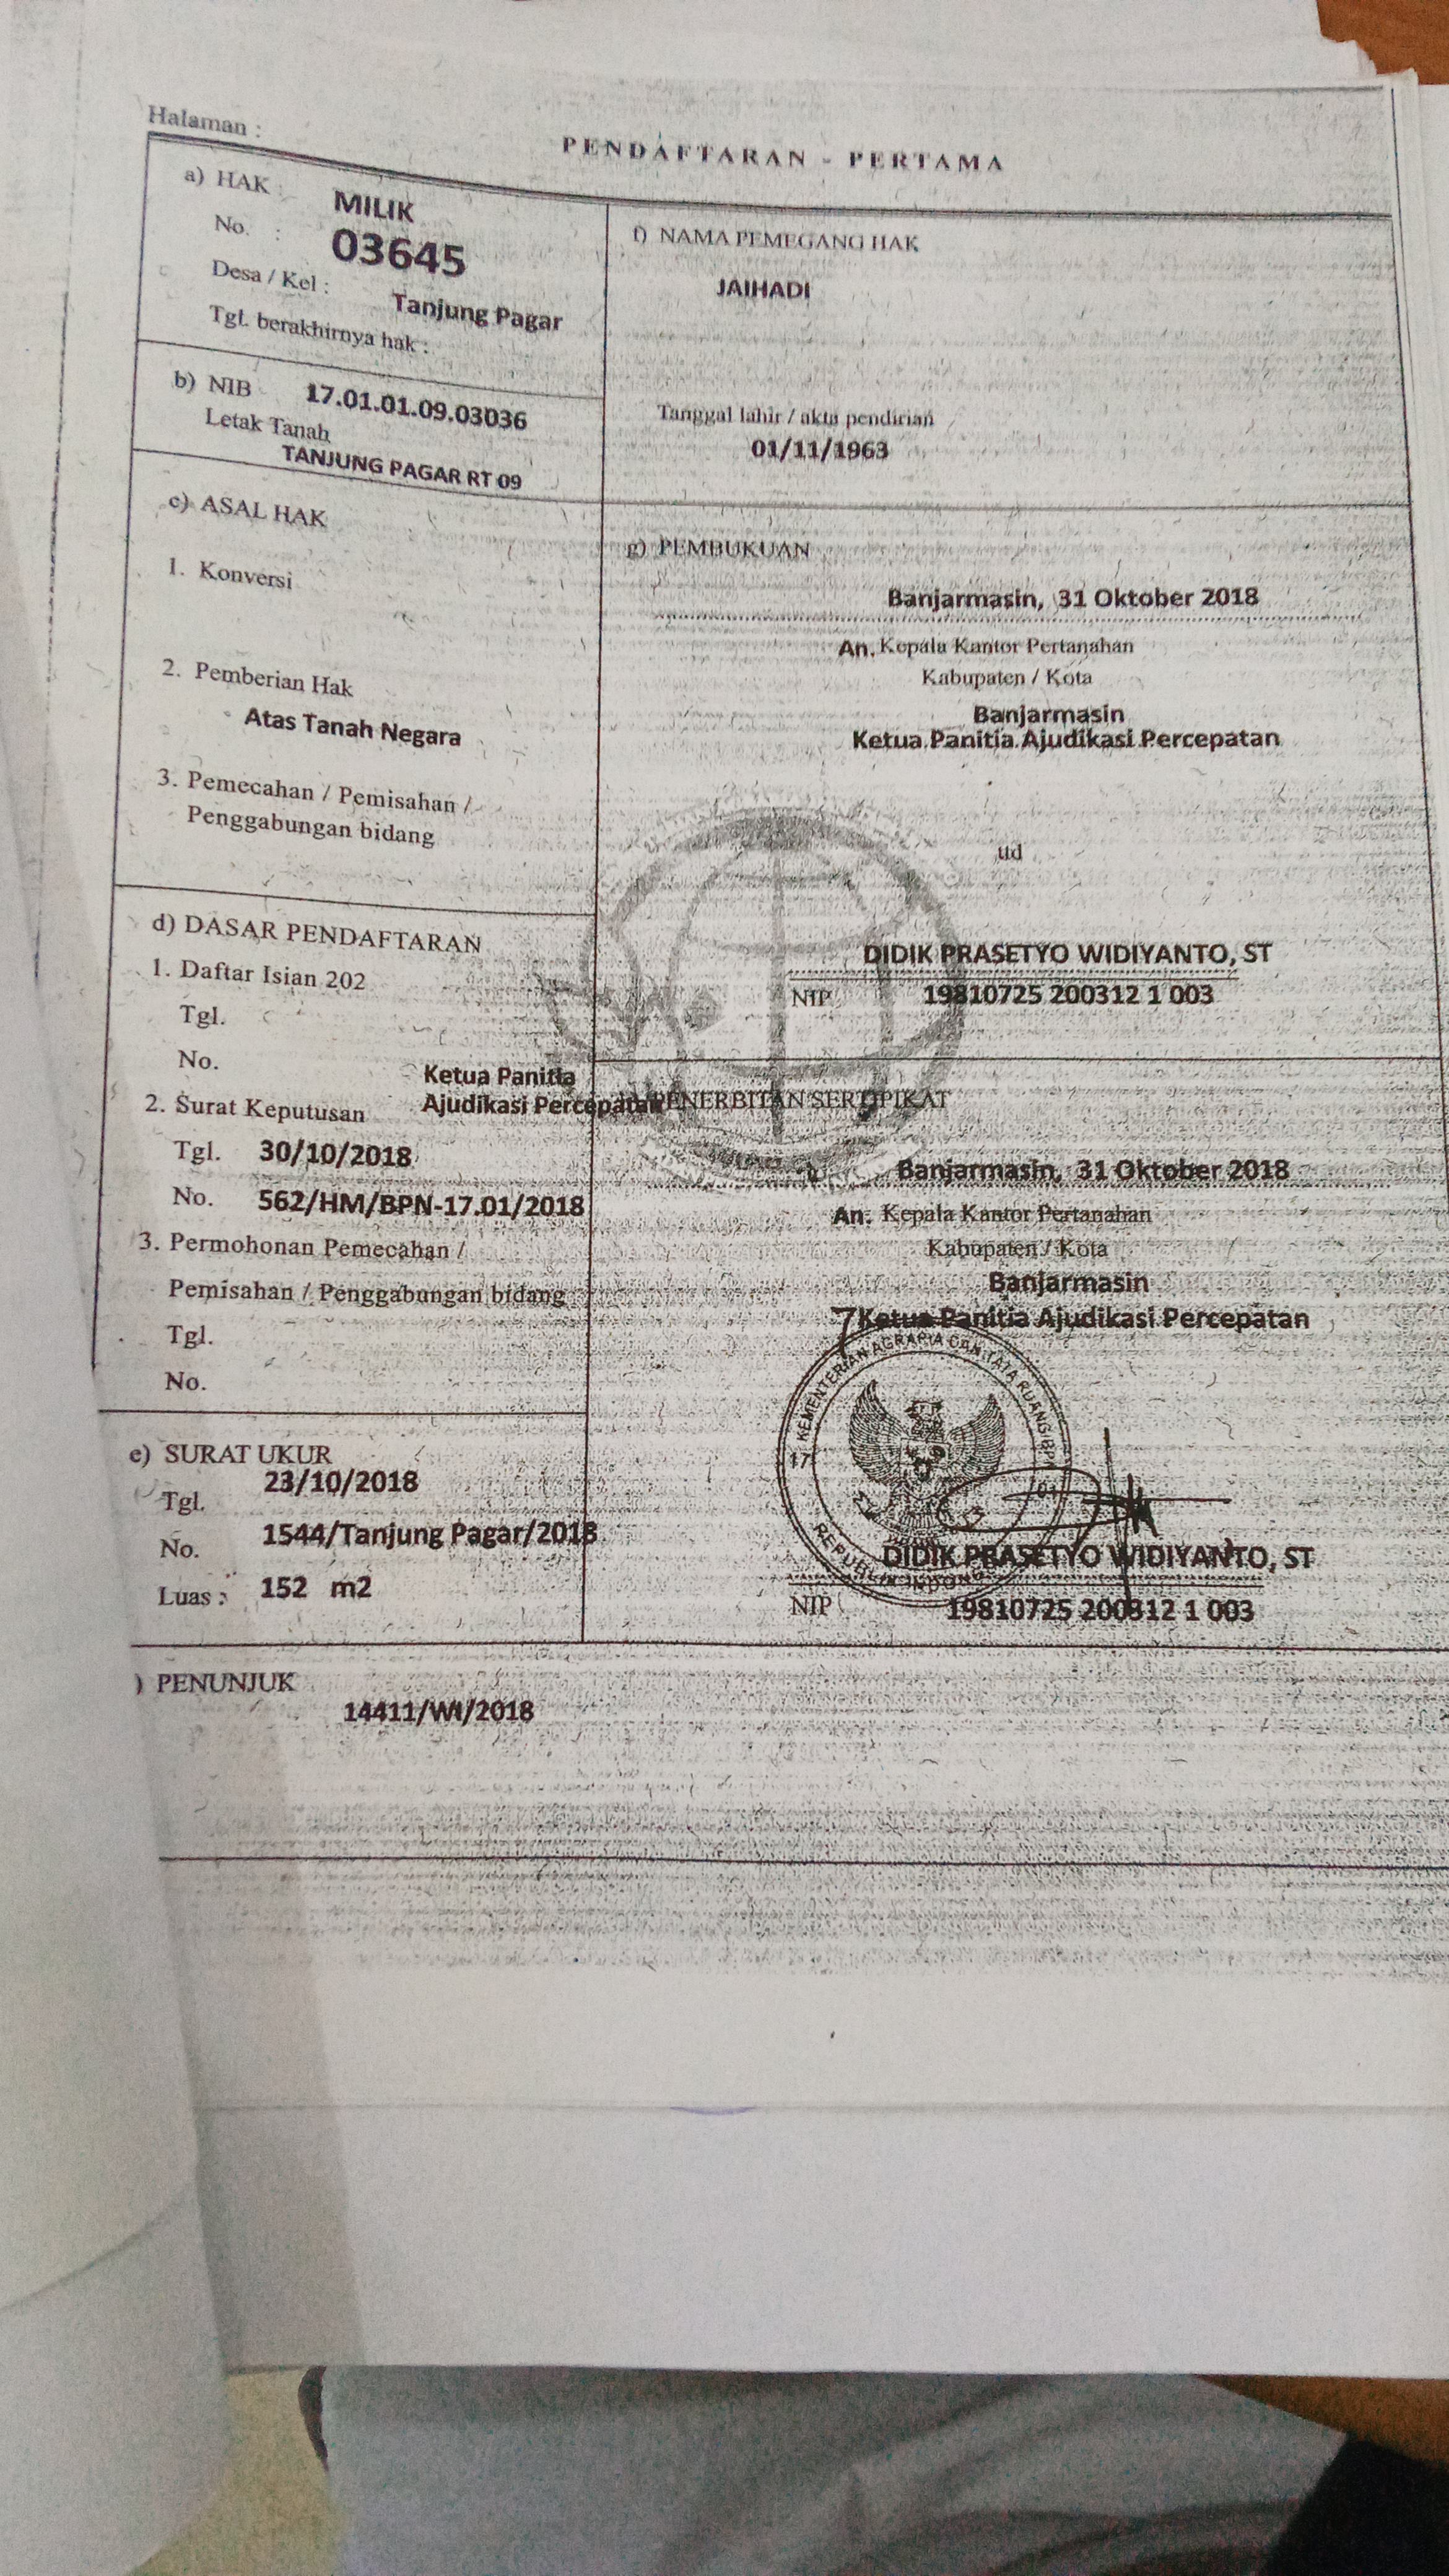 Halaman :
PENDAFTARAN - PERTAMA
a) HAK : MILIK
No. : 03645
Desa / Kel : Tanjung Pagar
Tgl. berakhirnya hak :
b) NIB 17.01.01.09.03036
Letak Tanah
TANJUNG PAGAR RT 09
c) ASAL HAK
1. Konversi
2. Pemberian Hak
Atas Tanah Negara
3. Pemecahan / Pemisahan /
Penggabungan bidang
d) DASAR PENDAFTARAN
1. Daftar Isian 202
Tgl.
No.
Ketua Panitia
2. Surat Keputusan Ajudikasi Percepatan
Tgl. 30/10/2018
No. 562/HM/BPN-17.01/2018
3. Permohonan Pemecahan /
Pemisahan / Penggabungan bidang
Tgl.
No.
e) SURAT UKUR
Tgl. 23/10/2018
No. 1544/Tanjung Pagar/2018
Luas : 152 m2
f) NAMA PEMEGANG HAK
JAIHADI
Tanggal lahir / akta pendirian
01/11/1963
g) PEMBUKUAN
Banjarmasin, 31 Oktober 2018
An. Kepala Kantor Pertanahan
Kabupaten / Kota
Banjarmasin
Ketua Panitia Ajudikasi Percepatan
ttd
DIDIK PRASETYO WIDIYANTO, ST
NIP 19810725 200312 1 003
PENERBITAN SERTIPIKAT
Banjarmasin, 31 Oktober 2018
An. Kepala Kantor Pertanahan
Kabupaten / Kota
Banjarmasin
Ketua Panitia Ajudikasi Percepatan
KEMENTERIAN AGRARIA DAN TATA RUANG/BPN
17 01
REPUBLIK INDONESIA
DIDIK PRASETYO WIDIYANTO, ST
NIP 19810725 200312 1 003
) PENUNJUK
14411/WI/2018